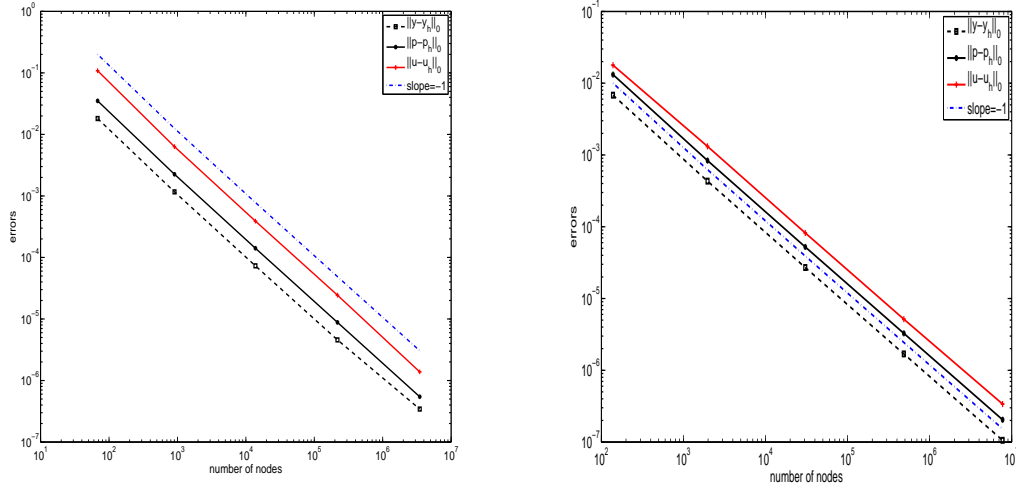 10^0
10^-1
10^-2
10^-3
10^-4
10^-5
10^-6
10^-7
errors
10^1 10^2 10^3 10^4 10^5 10^6 10^7
number of nodes
||y-y_h||_0
||p-p_h||_0
||u-u_h||_0
slope=-1
10^-1
10^-2
10^-3
10^-4
10^-5
10^-6
10^-7
errors
10^2 10^3 10^4 10^5 10^6 10
number of nodes
||y-y_h||_0
||p-p_h||_0
||u-u_h||_0
slope=-1